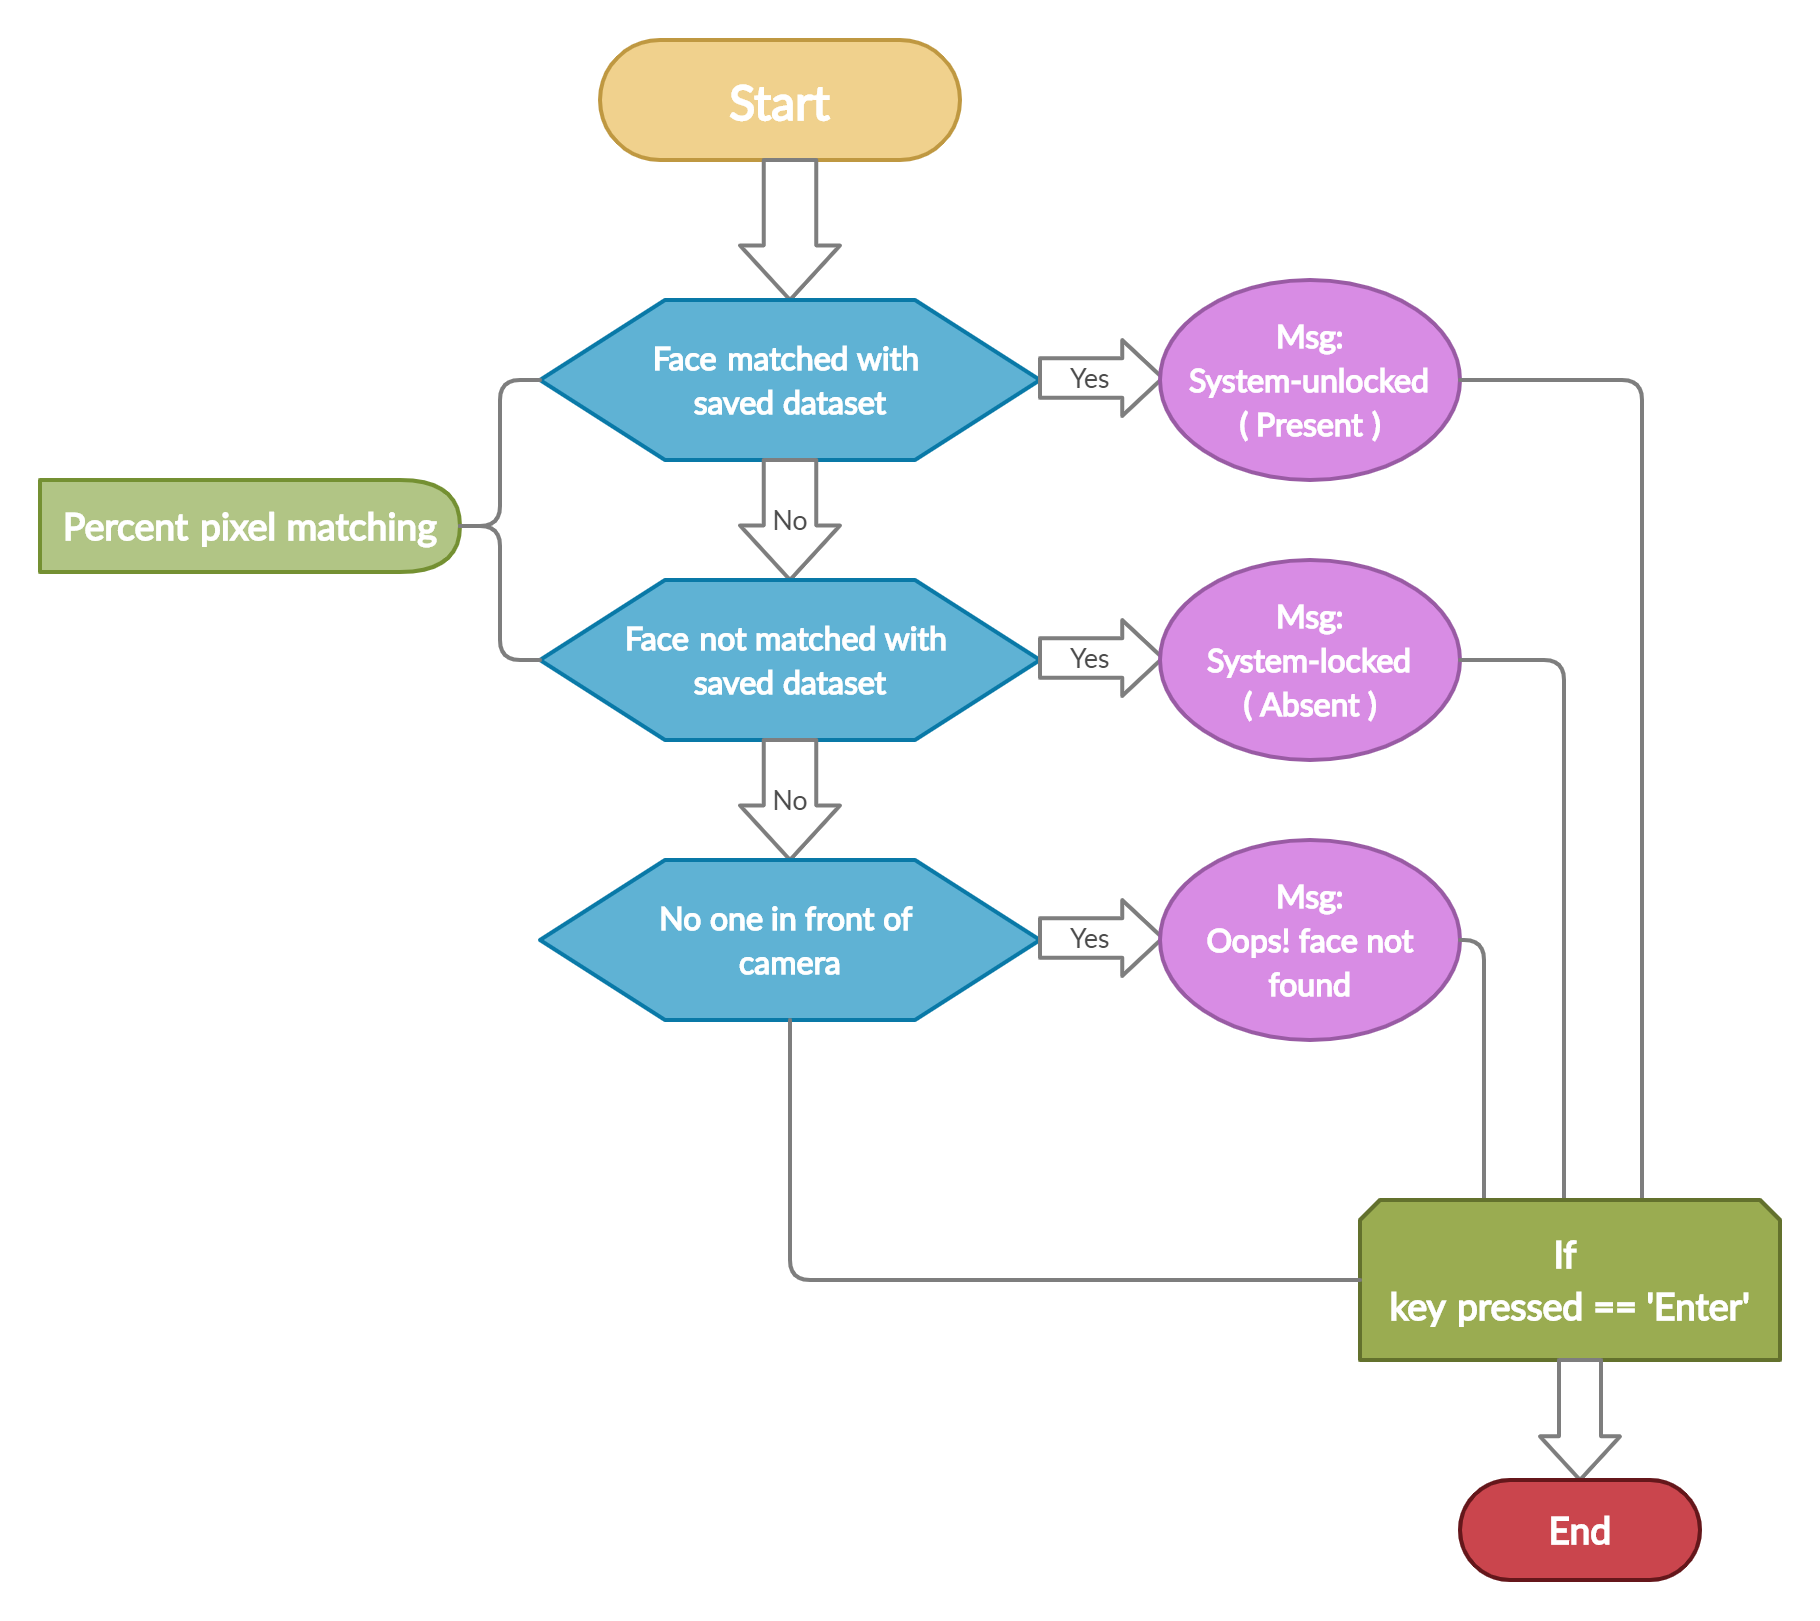 Start
Face matched with
saved dataset
Yes
Msg:
System-unlocked
( Present )
Percent pixel matching
No
Face not matched with
saved dataset
Yes
Msg:
System-locked
( Absent )
No
No one in front of
camera
Yes
Msg:
Oops! face not
found
If
key pressed == 'Enter'
End